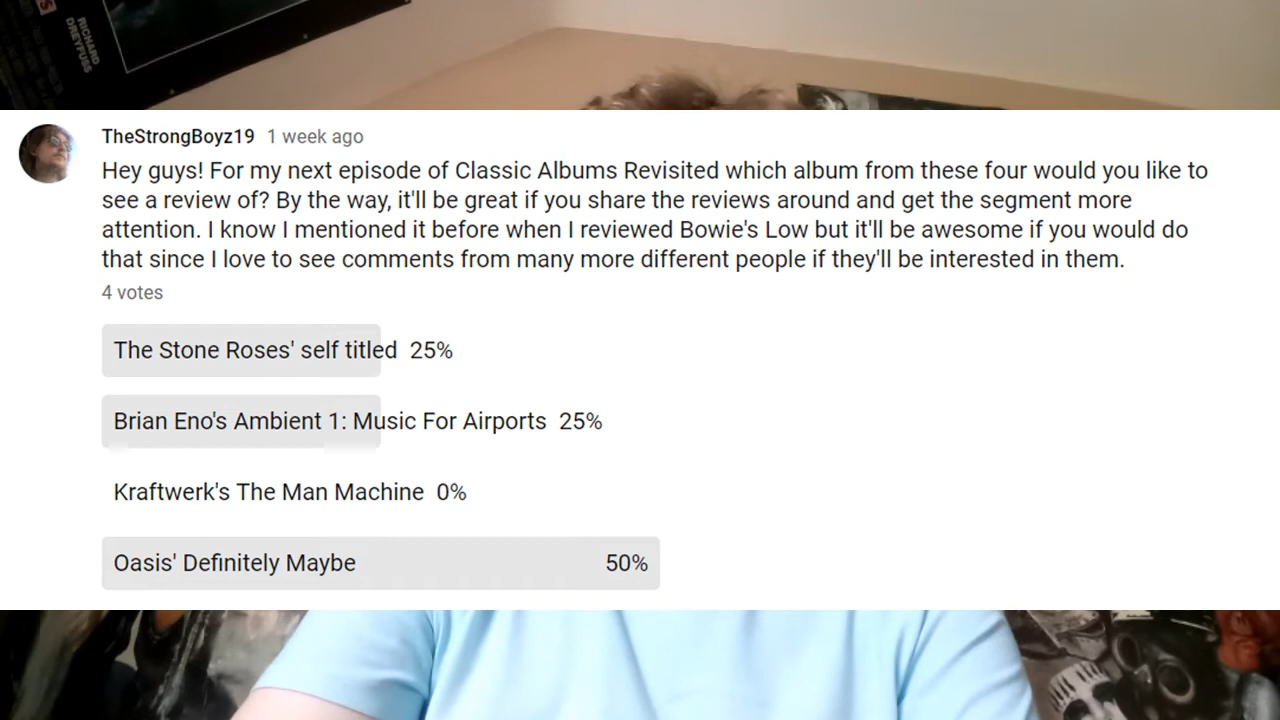 RICHARD
DREYFUSS
TheStrongBoyz19 1 week ago
Hey guys! For my next episode of Classic Albums Revisited which album from these four would you like to
see a review of? By the way, it'll be great if you share the reviews around and get the segment more
attention. I know I mentioned it before when I reviewed Bowie's Low but it'll be awesome if you would do
that since I love to see comments from many more different people if they'll be interested in them.
4 votes
The Stone Roses' self titled 25%
Brian Eno's Ambient 1: Music For Airports 25%
Kraftwerk's The Man Machine 0%
Oasis' Definitely Maybe 50%